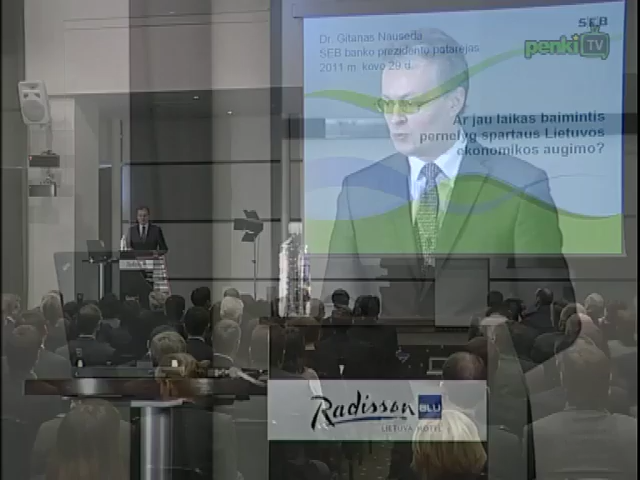 SEB
penki TV
Dr. Gitanas Nausėda
SEB banko prezidento patarėjas
2011 m. kovo 29 d.
Ar jau laikas baimintis
pernelyg spartaus Lietuvos
ekonomikos augimo?
Radisson BLU
LIETUVA HOTEL